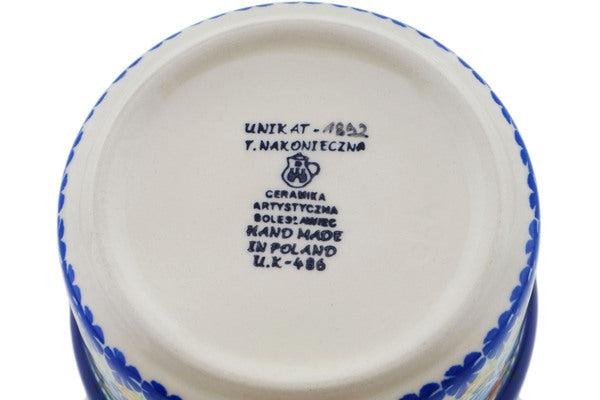 UNIKAT - 1892
T. NAKONIECZNA
CERAMIKA
ARTYSTYCZNA
BOLESŁAWIEC
HAND MADE
IN POLAND
U.K-486